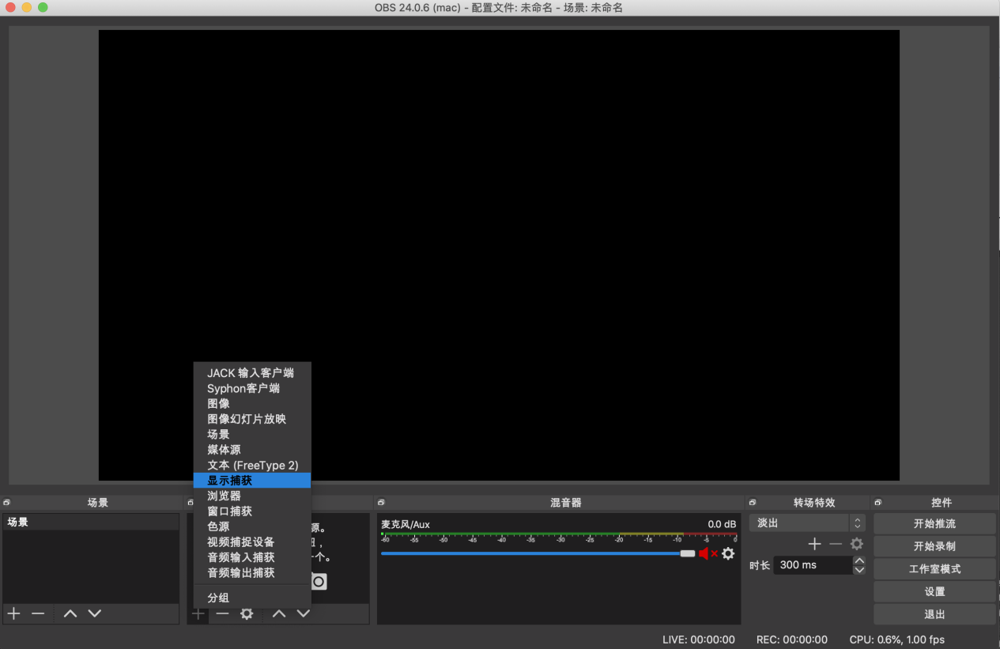 OBS 24.0.6 (mac) - 配置文件: 未命名 - 场景: 未命名
JACK 输入客户端
Syphon客户端
图像
图像幻灯片放映
场景
媒体源
文本 (FreeType 2)
显示捕获
浏览器
窗口捕获
色源
视频捕捉设备
音频输入捕获
音频输出捕获
分组
场景
场景
源。
钮，
一个。
混音器
麦克风/Aux
0.0 dB
-60 -55 -50 -45 -40 -35 -30 -25 -20 -15 -10 -5 0
转场特效
淡出
时长 300 ms
控件
开始推流
开始录制
工作室模式
设置
退出
LIVE: 00:00:00 REC: 00:00:00 CPU: 0.6%, 1.00 fps